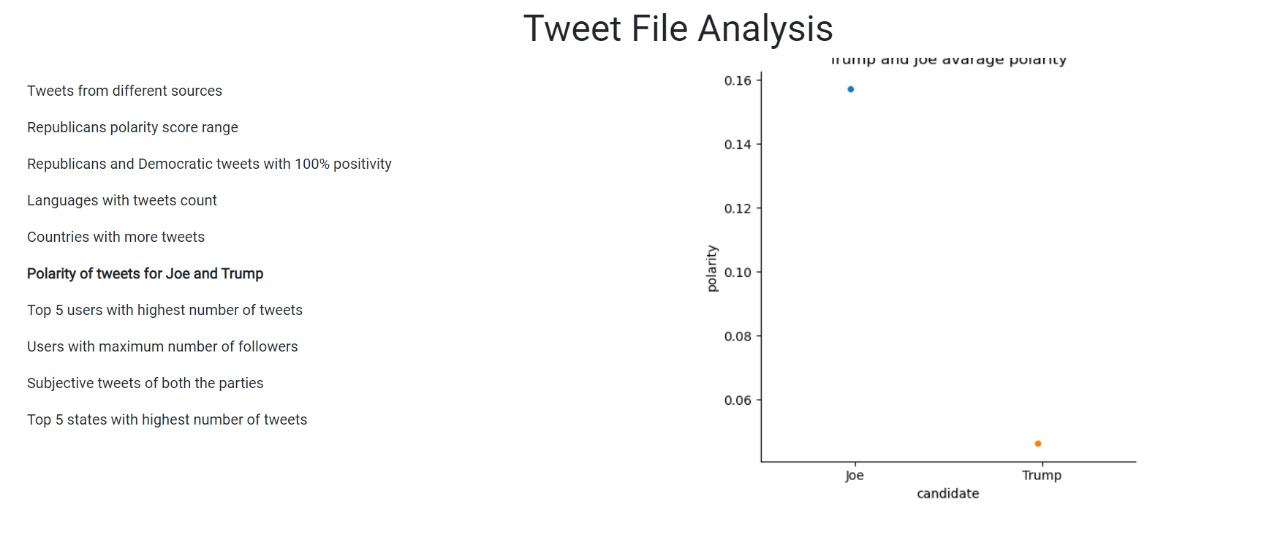 Tweet File Analysis
Tweets from different sources
Republicans polarity score range
Republicans and Democratic tweets with 100% positivity
Languages with tweets count
Countries with more tweets
Polarity of tweets for Joe and Trump
Top 5 users with highest number of tweets
Users with maximum number of followers
Subjective tweets of both the parties
Top 5 states with highest number of tweets
Trump and Joe avarage polarity
0.16
0.14
0.12
0.10
0.08
0.06
polarity
Joe
Trump
candidate